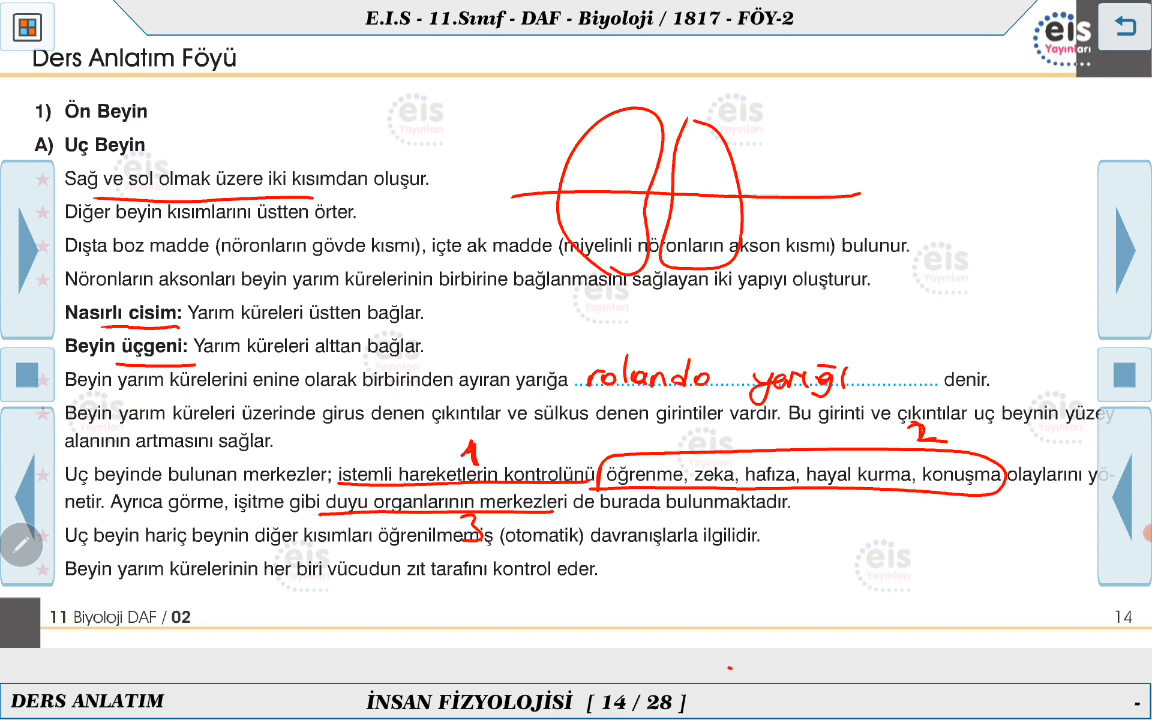 E.I.S - 11.Sınıf - DAF - Biyoloji / 1817 - FÖY-2
eis
Yayınları
Ders Anlatım Föyü
1) Ön Beyin
A) Uç Beyin
Sağ ve sol olmak üzere iki kısımdan oluşur.
Diğer beyin kısımlarını üstten örter.
Dışta boz madde (nöronların gövde kısmı), içte ak madde (miyelinli nöronların akson kısmı) bulunur.
Nöronların aksonları beyin yarım kürelerinin birbirine bağlanmasını sağlayan iki yapıyı oluşturur.
Nasırlı cisim: Yarım küreleri üstten bağlar.
Beyin üçgeni: Yarım küreleri alttan bağlar.
Beyin yarım kürelerini enine olarak birbirinden ayıran yarığa rolando yarığı denir.
Beyin yarım küreleri üzerinde girus denen çıkıntılar ve sülkus denen girintiler vardır. Bu girinti ve çıkıntılar uç beynin yüzey
alanının artmasını sağlar.
1 2
Uç beyinde bulunan merkezler; istemli hareketlerin kontrolünü, öğrenme, zeka, hafıza, hayal kurma, konuşma olaylarını yö-
netir. Ayrıca görme, işitme gibi duyu organlarının merkezleri de burada bulunmaktadır.
3
Uç beyin hariç beynin diğer kısımları öğrenilmemiş (otomatik) davranışlarla ilgilidir.
Beyin yarım kürelerinin her biri vücudun zıt tarafını kontrol eder.
11 Biyoloji DAF / 02
14
DERS ANLATIM
İNSAN FİZYOLOJİSİ [ 14 / 28 ]
-